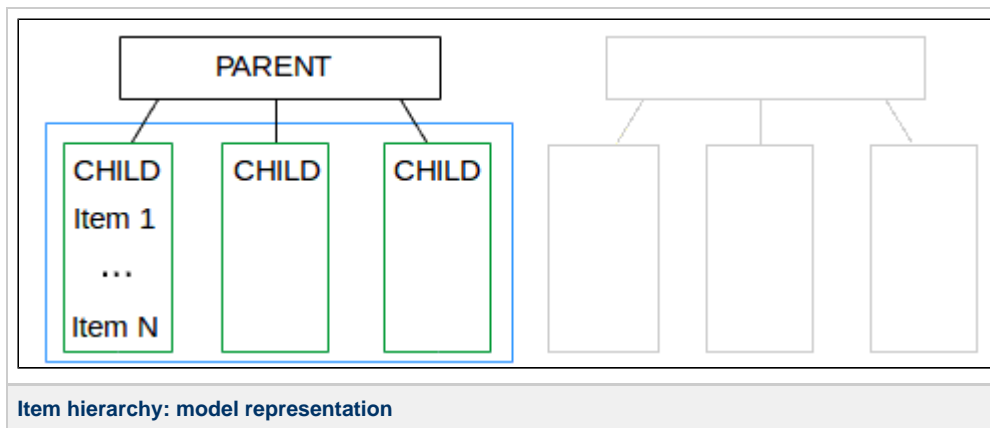 PARENT
CHILD CHILD CHILD
Item 1
...
Item N
Item hierarchy: model representation